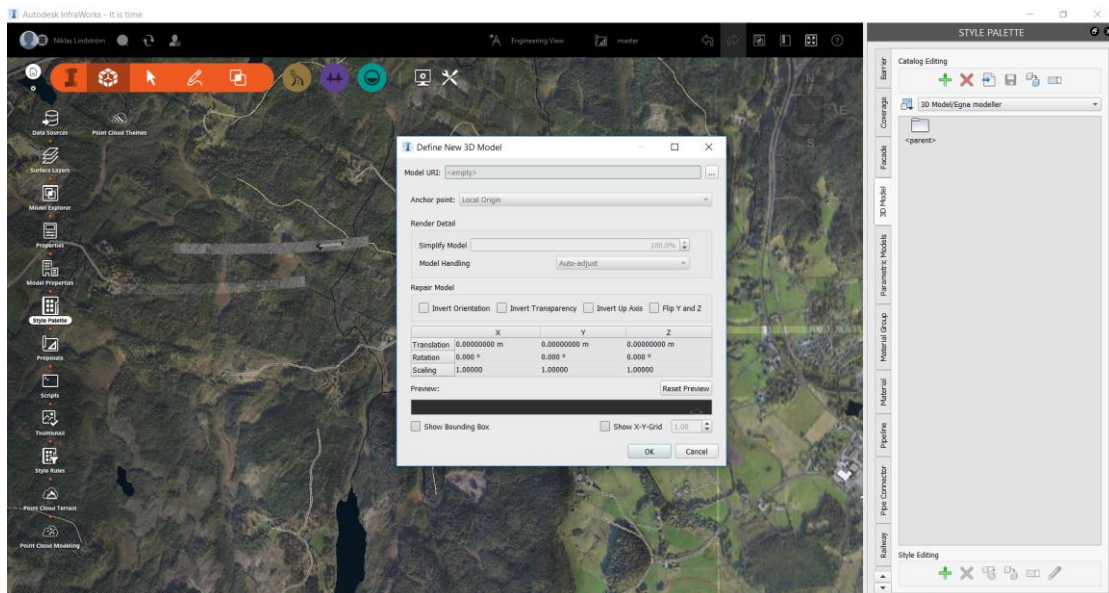 Autodesk InfraWorks - It is time
Niklas Lindström
Engineering View
master
STYLE PALETTE
Data Sources
Point Cloud Themes
Surface Layers
Model Explorer
Properties
Model Properties
Style Palette
Proposals
Scripts
Thumbnail
Style Rules
Point Cloud Terrain
Point Cloud Modeling
Define New 3D Model
Model URI: <empty>
...
Anchor point: Local Origin
Render Detail
Simplify Model 100.0%
Model Handling Auto-adjust
Repair Model
Invert Orientation Invert Transparency Invert Up Axis Flip Y and Z
X Y Z
Translation 0.00000000 m 0.00000000 m 0.00000000 m
Rotation 0.000 ° 0.000 ° 0.000 °
Scaling 1.00000 1.00000 1.00000
Preview: Reset Preview
Show Bounding Box Show X-Y-Grid 1.00
OK Cancel
Barrier
Coverage
Facade
3D Model
Parametric Models
Material Group
Material
Pipeline
Pipe Connector
Railway
Catalog Editing
3D Model/Egna modeller
<parent>
Style Editing